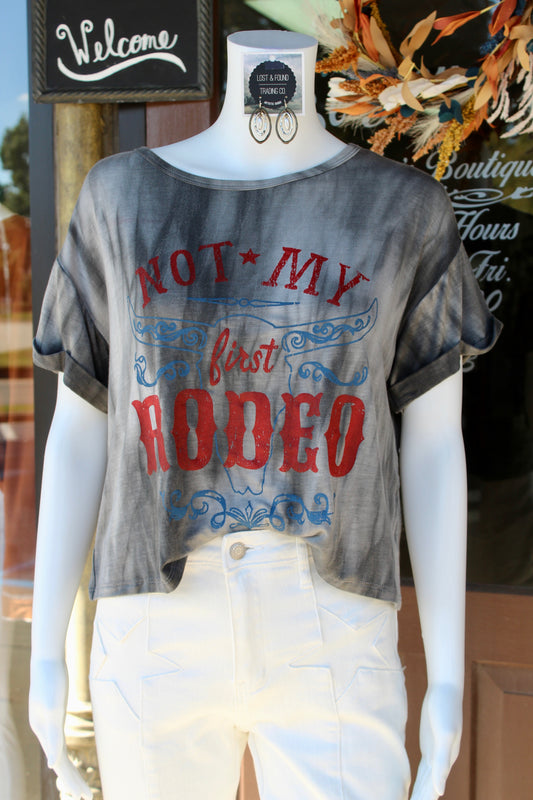 Welcome
LOST & FOUND
TRADING CO.
Boutique
Hours
Fri.
NOT ★ MY
first
RODEO